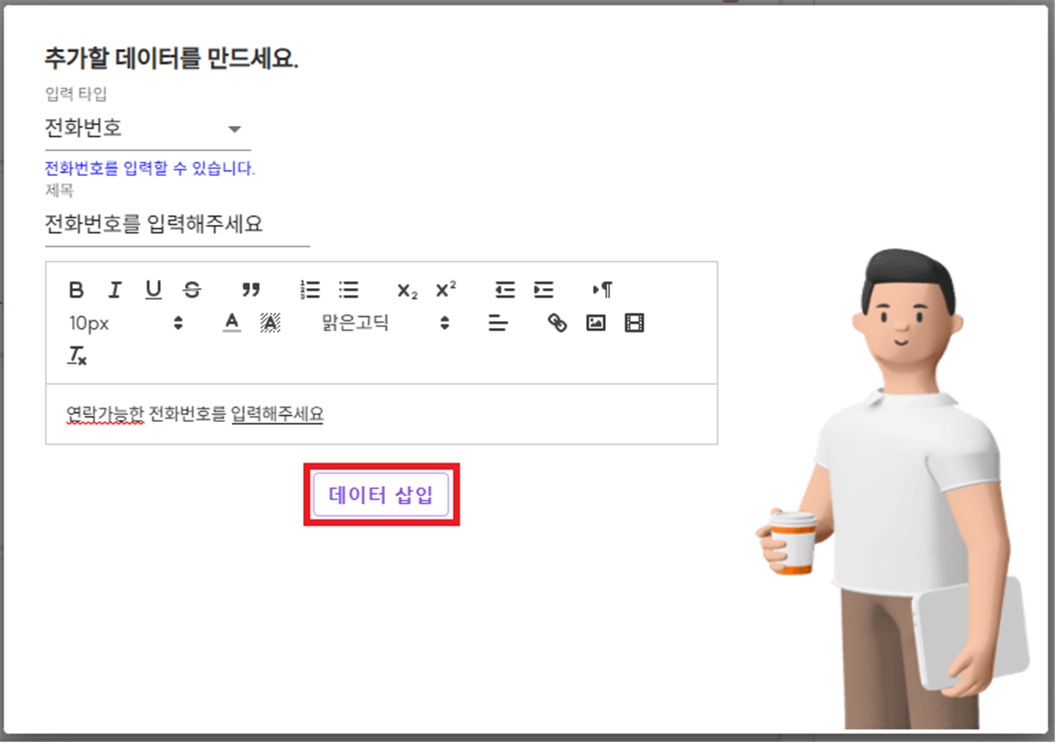 추가할 데이터를 만드세요.
입력 타입
전화번호
전화번호를 입력할 수 있습니다.
제목
전화번호를 입력해주세요
10px
맑은고딕
연락가능한 전화번호를 입력해주세요
데이터 삽입